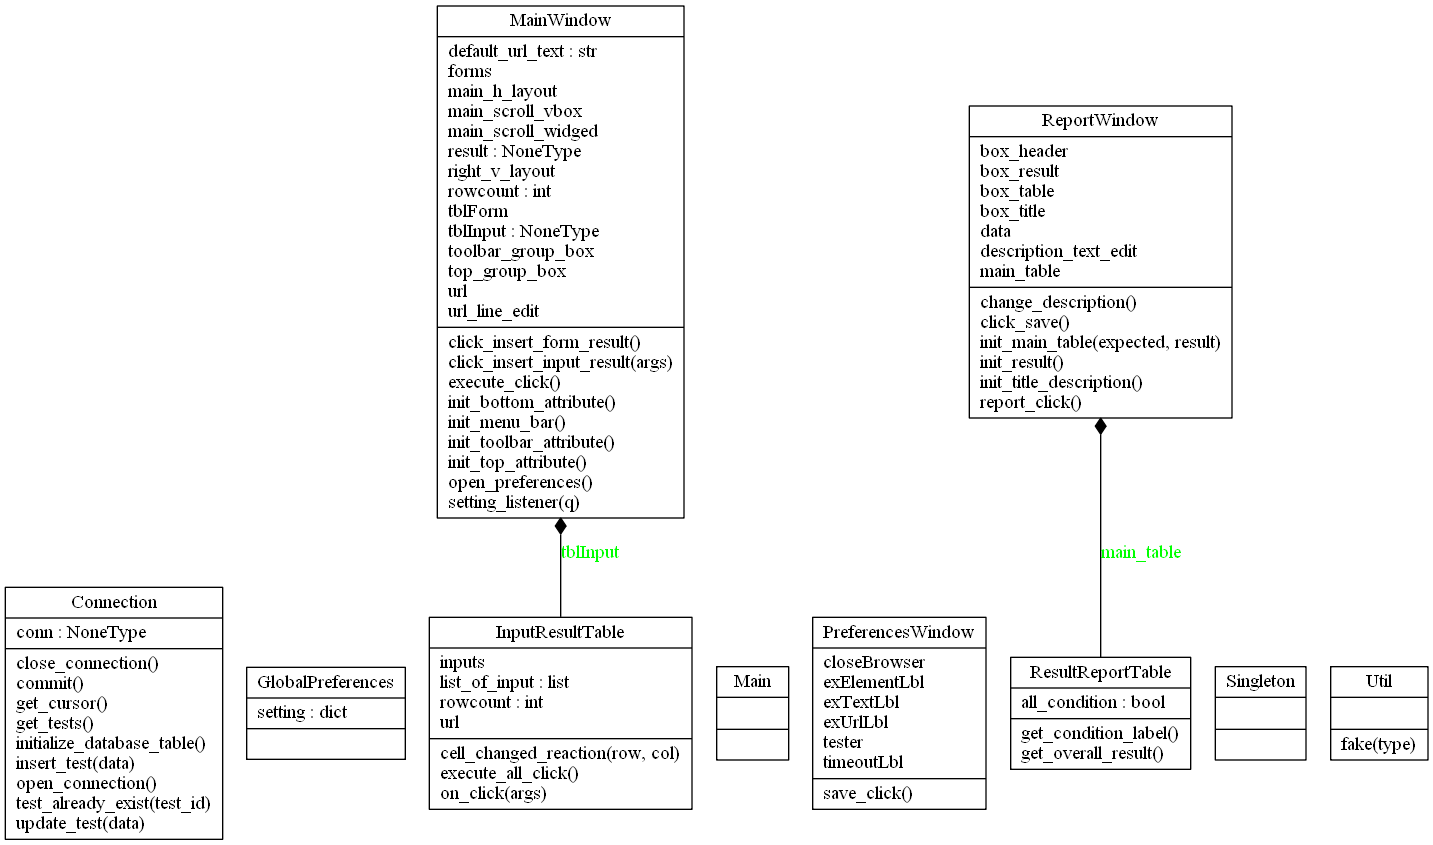 MainWindow
default_url_text : str
forms
main_h_layout
main_scroll_vbox
main_scroll_widged
result : NoneType
right_v_layout
rowcount : int
tblForm
tblInput : NoneType
toolbar_group_box
top_group_box
url
url_line_edit
click_insert_form_result()
click_insert_input_result(args)
execute_click()
init_bottom_attribute()
init_menu_bar()
init_toolbar_attribute()
init_top_attribute()
open_preferences()
setting_listener(q)
ReportWindow
box_header
box_result
box_table
box_title
data
description_text_edit
main_table
change_description()
click_save()
init_main_table(expected, result)
init_result()
init_title_description()
report_click()
tblInput
main_table
Connection
conn : NoneType
close_connection()
commit()
get_cursor()
get_tests()
initialize_database_table()
insert_test(data)
open_connection()
test_already_exist(test_id)
update_test(data)
GlobalPreferences
setting : dict
InputResultTable
inputs
list_of_input : list
rowcount : int
url
cell_changed_reaction(row, col)
execute_all_click()
on_click(args)
Main
PreferencesWindow
closeBrowser
exElementLbl
exTextLbl
exUrlLbl
tester
timeoutLbl
save_click()
ResultReportTable
all_condition : bool
get_condition_label()
get_overall_result()
Singleton
Util
fake(type)